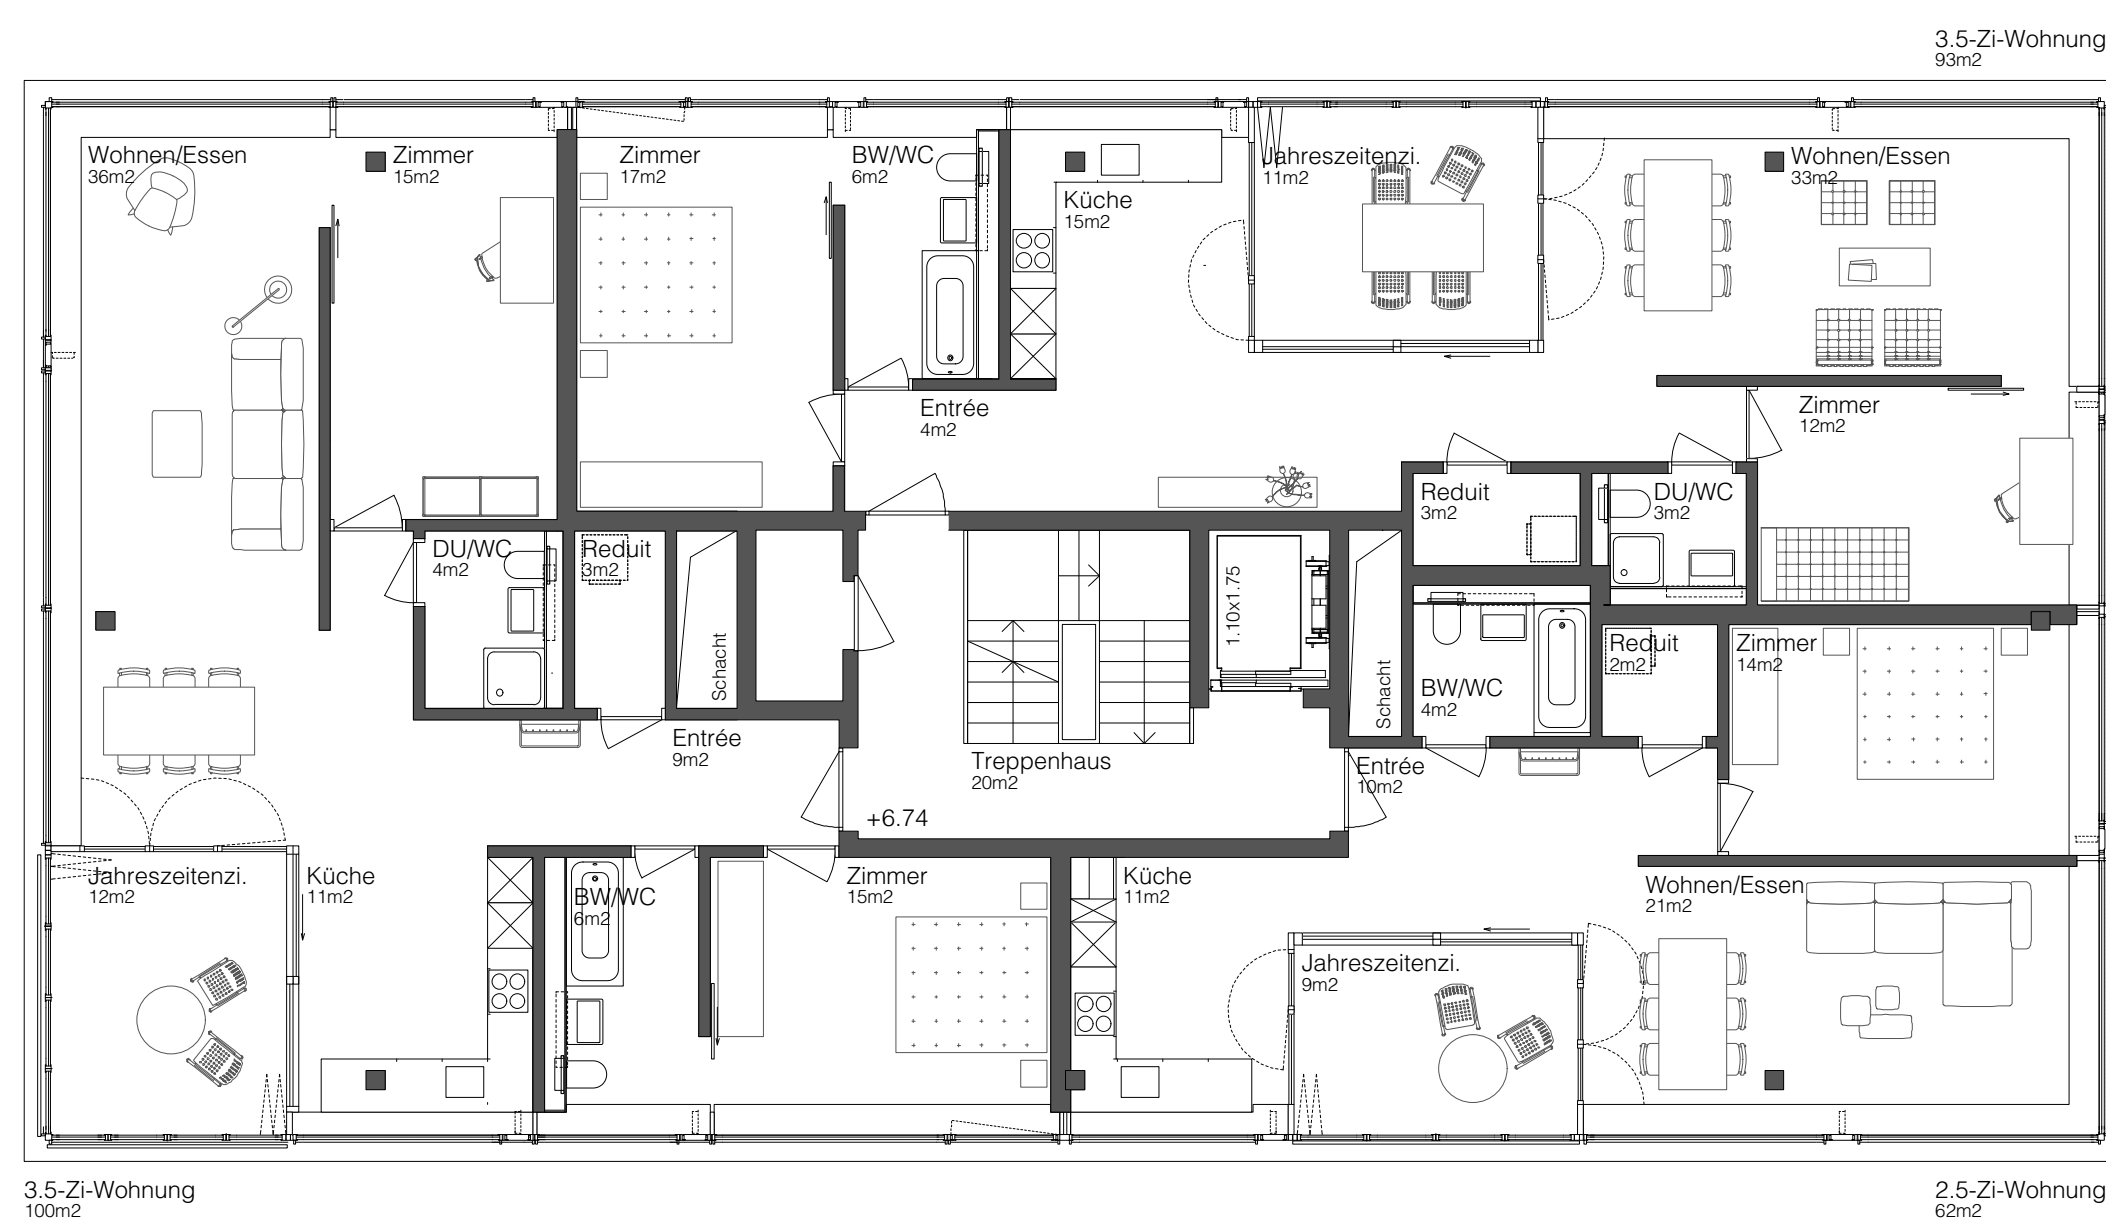 3.5-Zi-Wohnung
93m2
Wohnen/Essen
36m2
Zimmer
15m2
Zimmer
17m2
BW/WC
6m2
Küche
15m2
Jahreszeitenzi.
11m2
Wohnen/Essen
33m2
Entrée
4m2
Zimmer
12m2
Reduit
3m2
DU/WC
3m2
DU/WC
4m2
Reduit
3m2
Schacht
1.10x1.75
Schacht
BW/WC
4m2
Reduit
2m2
Zimmer
14m2
Entrée
9m2
Treppenhaus
20m2
Entrée
10m2
+6.74
Jahreszeitenzi.
12m2
Küche
11m2
BW/WC
6m2
Zimmer
15m2
Küche
11m2
Jahreszeitenzi.
9m2
Wohnen/Essen
21m2
3.5-Zi-Wohnung
100m2
2.5-Zi-Wohnung
62m2